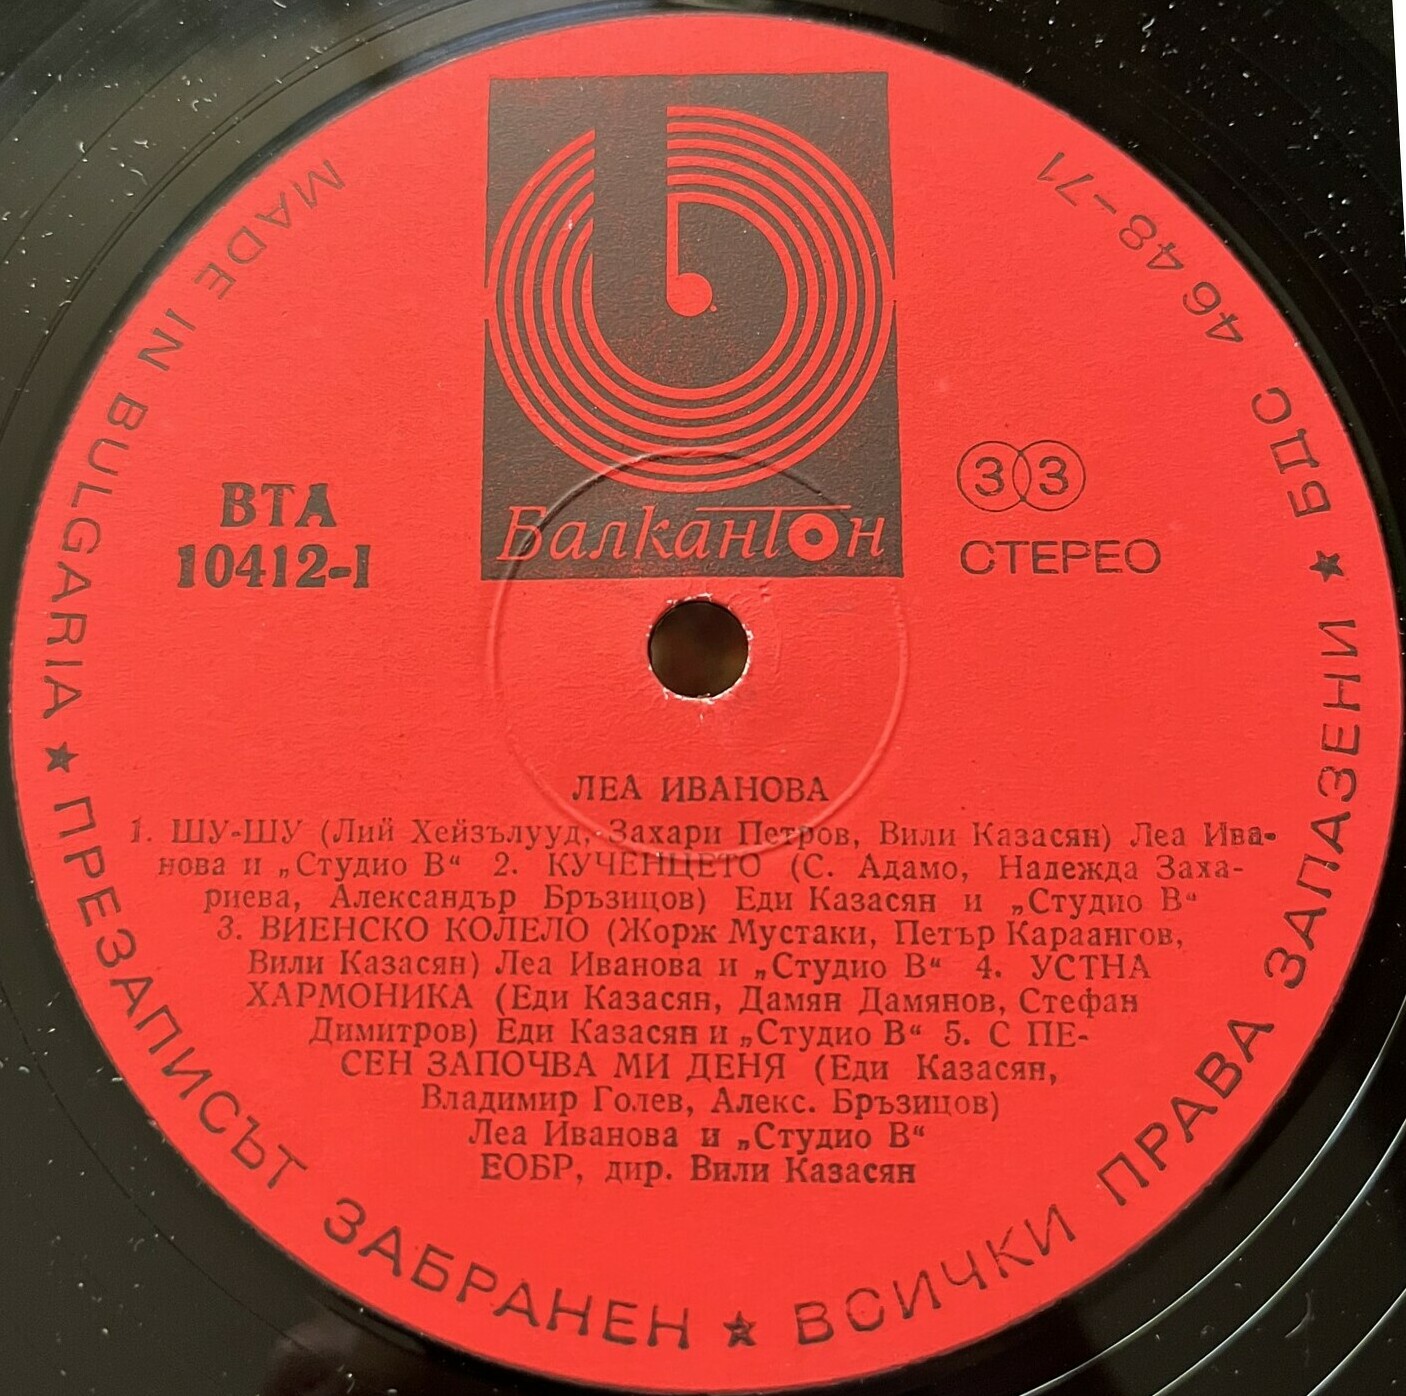 Балкантон
ВТА
10412-I
33
СТЕРЕО
ЛЕА ИВАНОВА
1. ШУ-ШУ (Лий Хейзълууд, Захари Петров, Вили Казасян) Леа Ива-
нова и „Студио В“ 2. КУЧЕНЦЕТО (С. Адамо, Надежда Заха-
риева, Александър Бръзицов) Еди Казасян и „Студио В“
3. ВИЕНСКО КОЛЕЛО (Жорж Мустаки, Петър Караангов,
Вили Казасян) Леа Иванова и „Студио В“ 4. УСТНА
ХАРМОНИКА (Еди Казасян, Дамян Дамянов, Стефан
Димитров) Еди Казасян и „Студио В“ 5. С ПЕ-
СЕН ЗАПОЧВА МИ ДЕНЯ (Еди Казасян,
Владимир Голев, Алекс. Бръзицов)
Леа Иванова и „Студио В“
ЕОБР, дир. Вили Казасян
MADE IN BULGARIA ★ ПРЕЗАПИСЪТ ЗАБРАНЕН ★ ВСИЧКИ ПРАВА ЗАПАЗЕНИ ★ БДС 4648-71